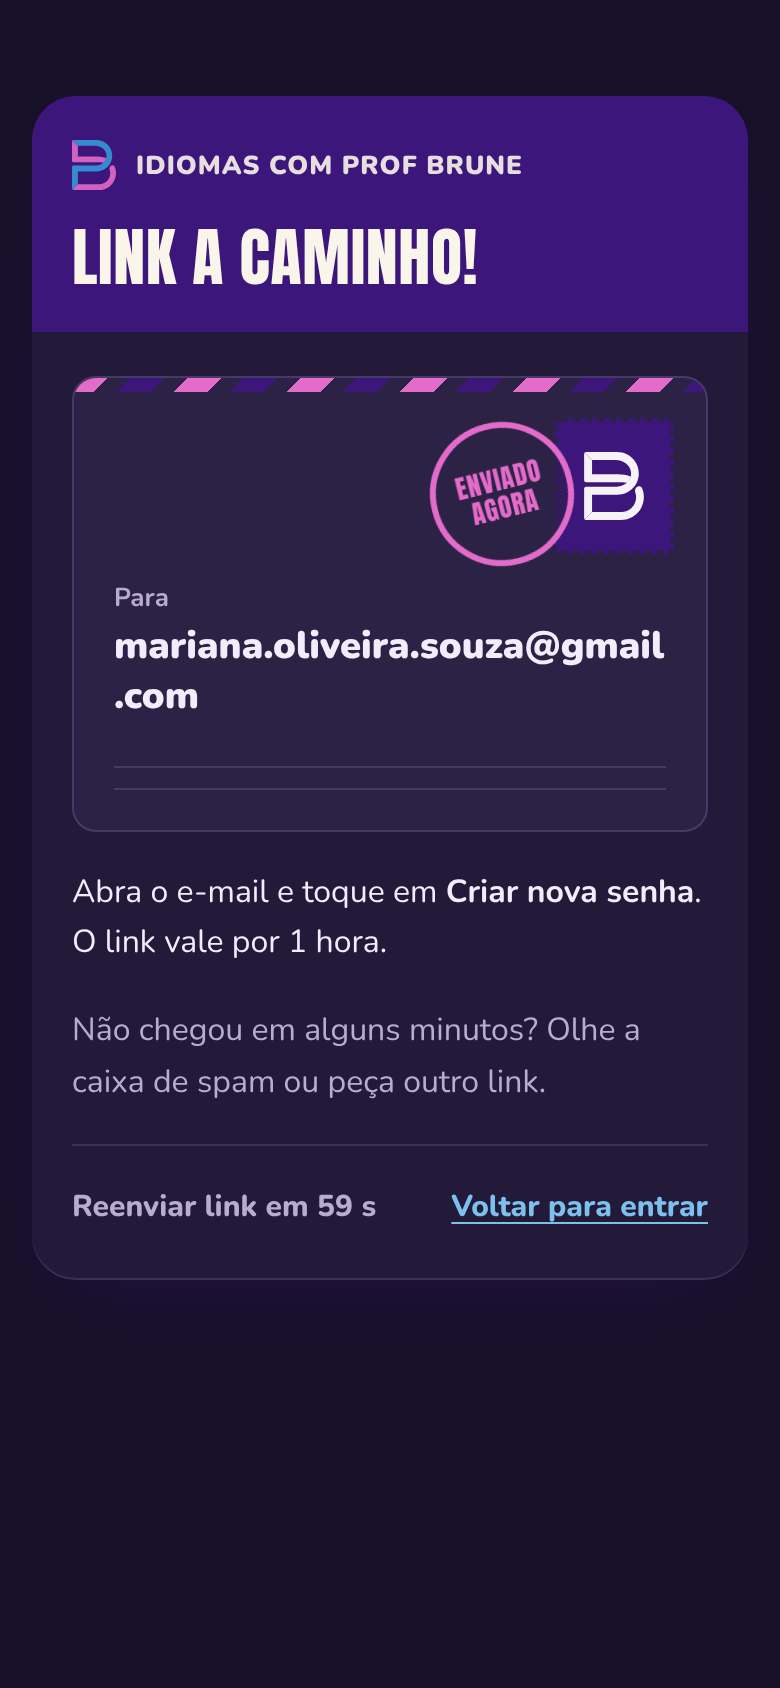 IDIOMAS COM PROF BRUNE
LINK A CAMINHO!
ENVIADO
AGORA
Para
mariana.oliveira.souza@gmail
.com
Abra o e-mail e toque em Criar nova senha.
O link vale por 1 hora.
Não chegou em alguns minutos? Olhe a
caixa de spam ou peça outro link.
Reenviar link em 59 s
Voltar para entrar